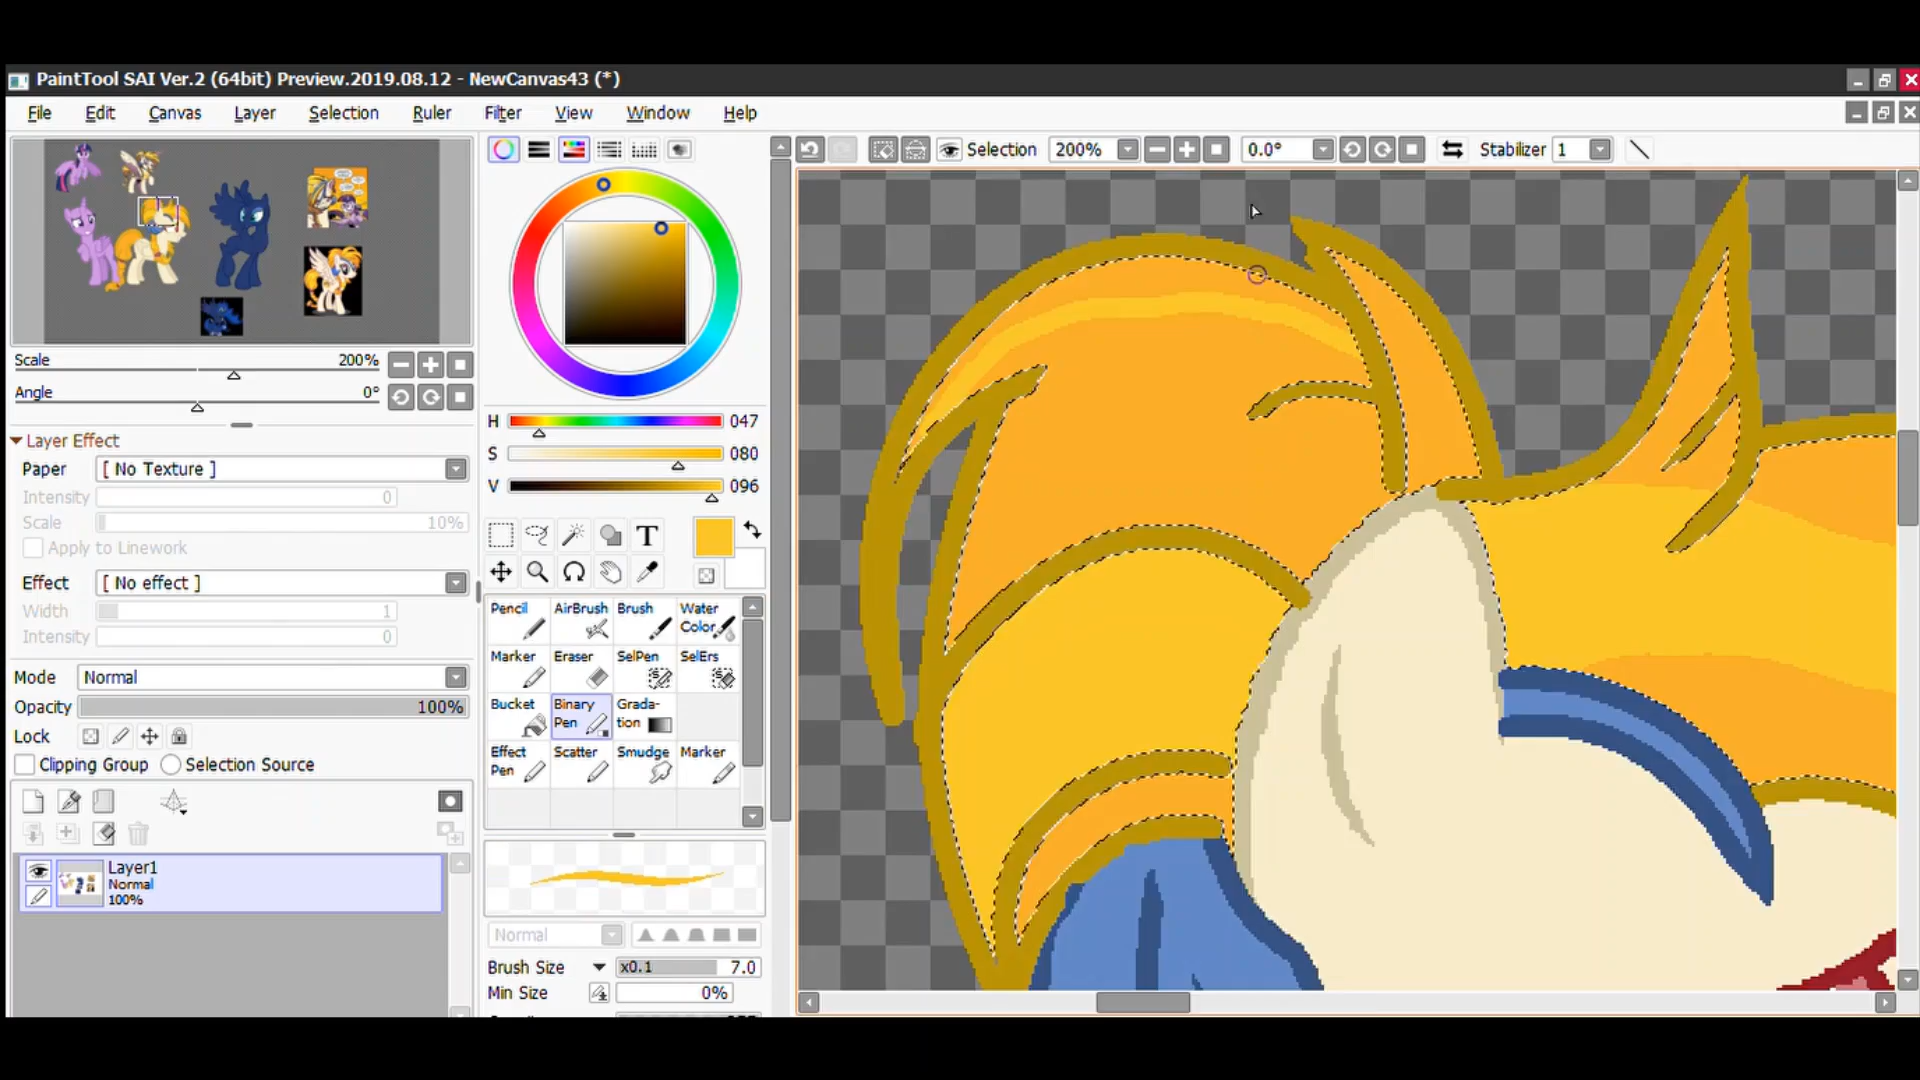 PaintTool SAI Ver.2 (64bit) Preview.2019.08.12 - NewCanvas43 (*)
File Edit Canvas Layer Selection Ruler Filter View Window Help
Selection 200% 0.0° Stabilizer 1
Scale 200%
Angle 0°
Layer Effect
Paper [ No Texture ]
Intensity 0
Scale 10%
Apply to Linework
Effect [ No effect ]
Width 1
Intensity 0
Mode Normal
Opacity 100%
Lock
Clipping Group Selection Source
Layer1
Normal
100%
H 047
S 080
V 096
T
Pencil AirBrush Brush Water Color
Marker Eraser SelPen SelErs
Bucket Binary Pen Grada-tion
Effect Pen Scatter Smudge Marker
Normal
Brush Size x0.1 7.0
Min Size 0%